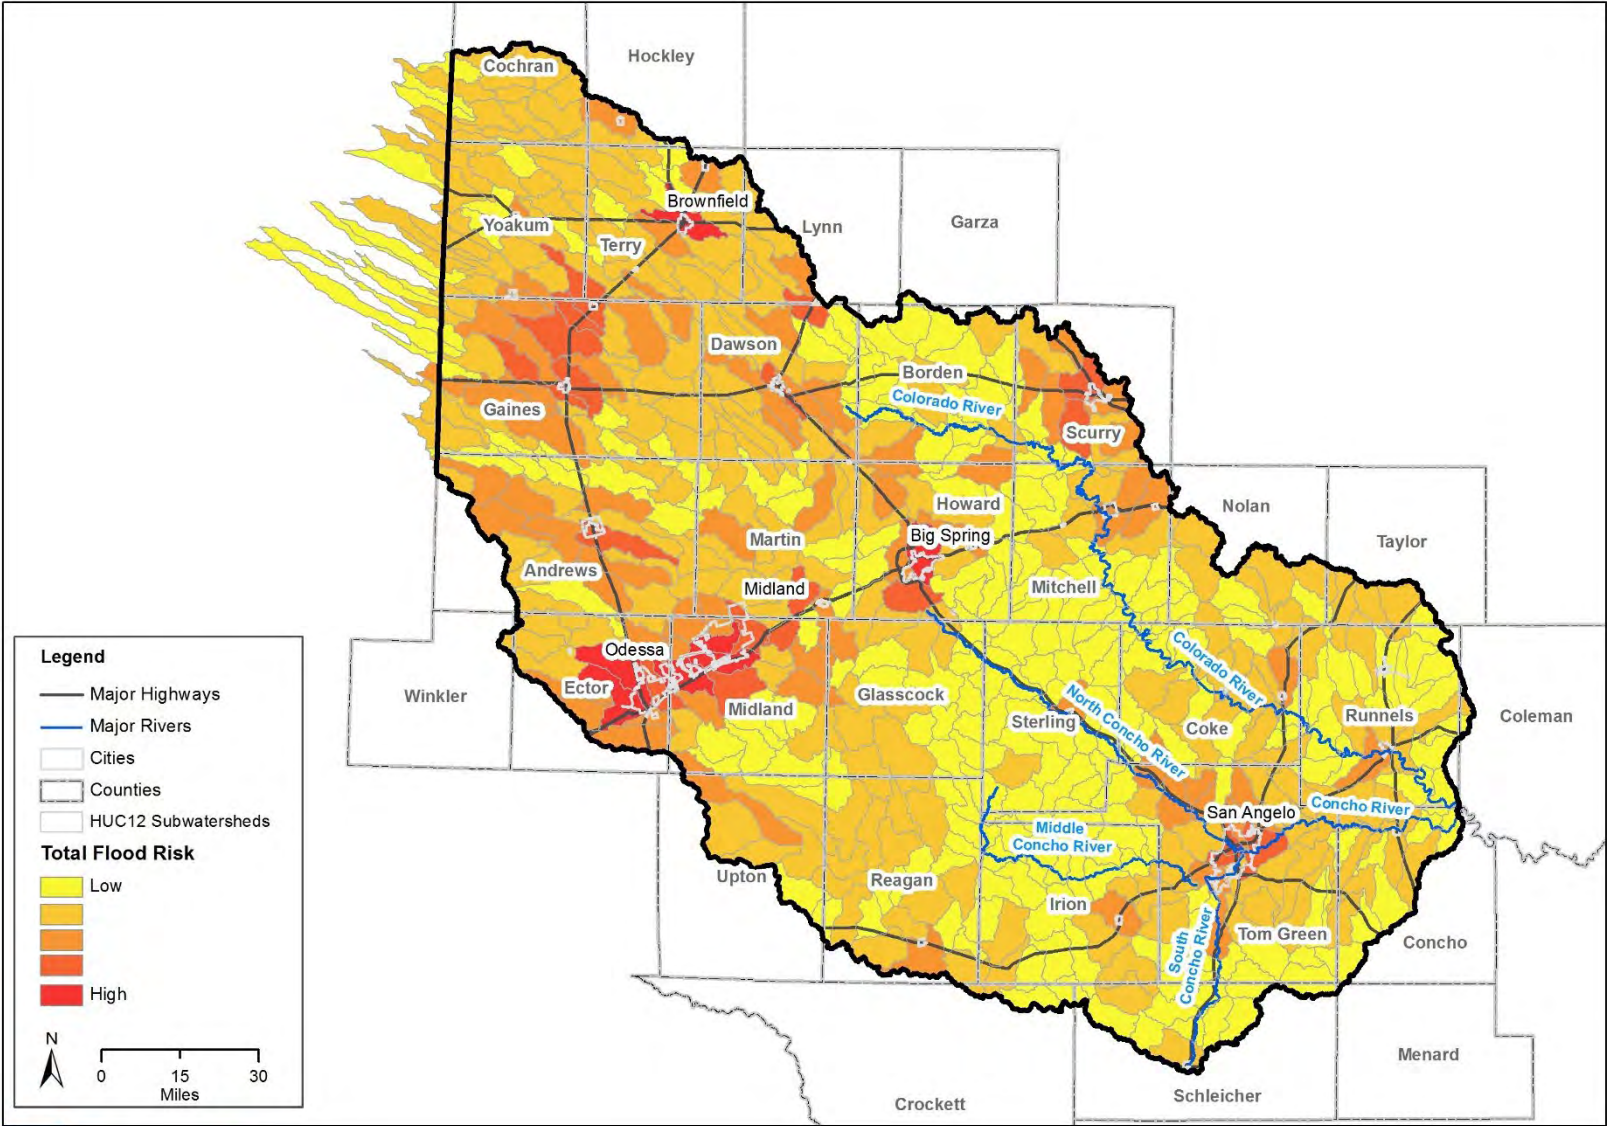 Hockley
Cochran
Brownfield
Yoakum
Terry
Lynn
Garza
Dawson
Borden
Colorado River
Gaines
Scurry
Howard
Nolan
Big Spring
Martin
Taylor
Andrews
Midland
Mitchell
Odessa
Colorado River
Ector
Winkler
Midland
Glasscock
North Concho River
Sterling
Coke
Runnels
Coleman
San Angelo
Concho River
Middle
Concho River
Upton
Reagan
Irion
South
Concho River
Tom Green
Concho
Menard
Schleicher
Crockett
Legend
Major Highways
Major Rivers
Cities
Counties
HUC12 Subwatersheds
Total Flood Risk
Low
High
N
0 15 30
Miles